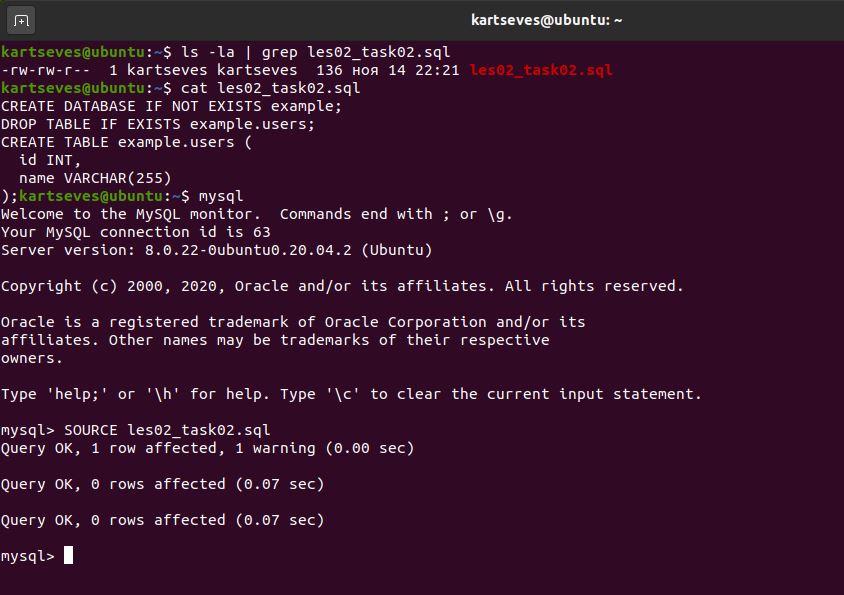 kartseves@ubuntu: ~
kartseves@ubuntu:~$ ls -la | grep les02_task02.sql
-rw-rw-r--  1 kartseves kartseves  136 ноя 14 22:21 les02_task02.sql
kartseves@ubuntu:~$ cat les02_task02.sql
CREATE DATABASE IF NOT EXISTS example;
DROP TABLE IF EXISTS example.users;
CREATE TABLE example.users (
  id INT,
  name VARCHAR(255)
);kartseves@ubuntu:~$ mysql
Welcome to the MySQL monitor.  Commands end with ; or \g.
Your MySQL connection id is 63
Server version: 8.0.22-0ubuntu0.20.04.2 (Ubuntu)

Copyright (c) 2000, 2020, Oracle and/or its affiliates. All rights reserved.

Oracle is a registered trademark of Oracle Corporation and/or its
affiliates. Other names may be trademarks of their respective
owners.

Type 'help;' or '\h' for help. Type '\c' to clear the current input statement.

mysql> SOURCE les02_task02.sql
Query OK, 1 row affected, 1 warning (0.00 sec)

Query OK, 0 rows affected (0.07 sec)

Query OK, 0 rows affected (0.07 sec)

mysql>